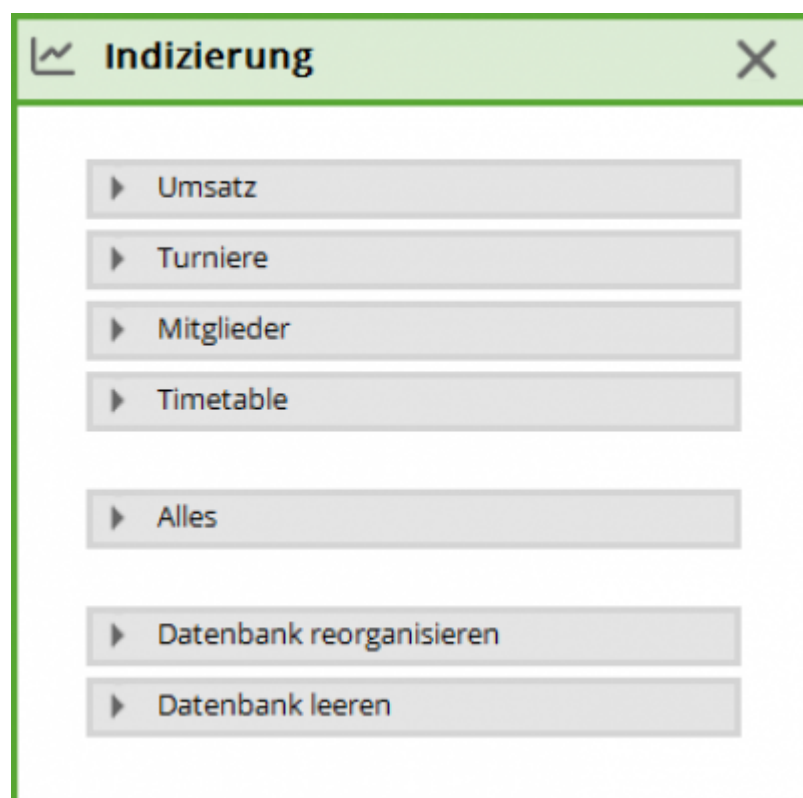 Indizierung
Umsatz
Turniere
Mitglieder
Timetable
Alles
Datenbank reorganisieren
Datenbank leeren